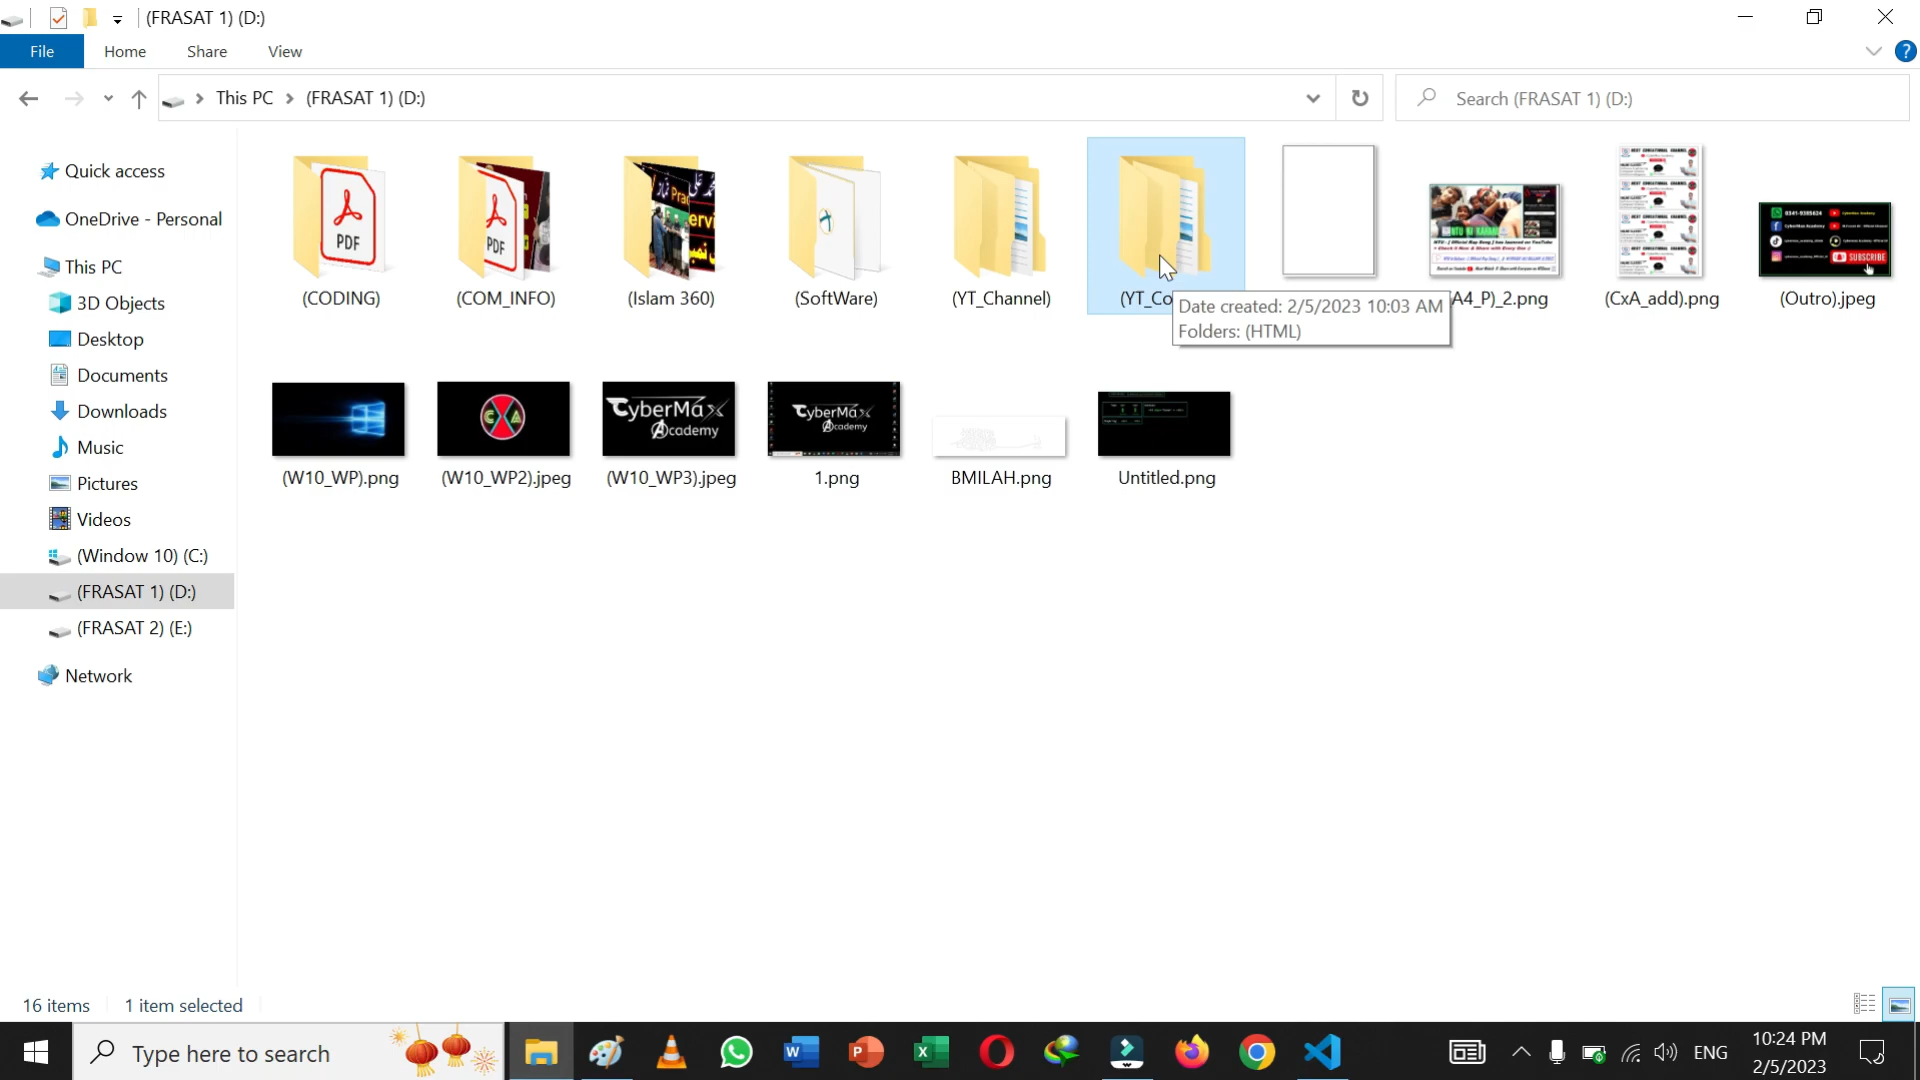 (FRASAT 1) (D:)
File Home Share View
This PC (FRASAT 1) (D:)
Search (FRASAT 1) (D:)
Quick access
OneDrive - Personal
This PC
3D Objects
Desktop
Documents
Downloads
Music
Pictures
Videos
(Window 10) (C:)
(FRASAT 1) (D:)
(FRASAT 2) (E:)
Network
PDF
PDF
(CODING) (COM_INFO) (Islam 360) (SoftWare) (YT_Channel) (YT_Co A4_P)_2.png (CxA_add).png (Outro).jpeg
Date created: 2/5/2023 10:03 AM
Folders: (HTML)
SUBSCRIBE
CyberMax
Academy
CyberMax
Academy
(W10_WP).png (W10_WP2).jpeg (W10_WP3).jpeg 1.png BMILAH.png Untitled.png
16 items 1 item selected
Type here to search
ENG
10:24 PM
2/5/2023